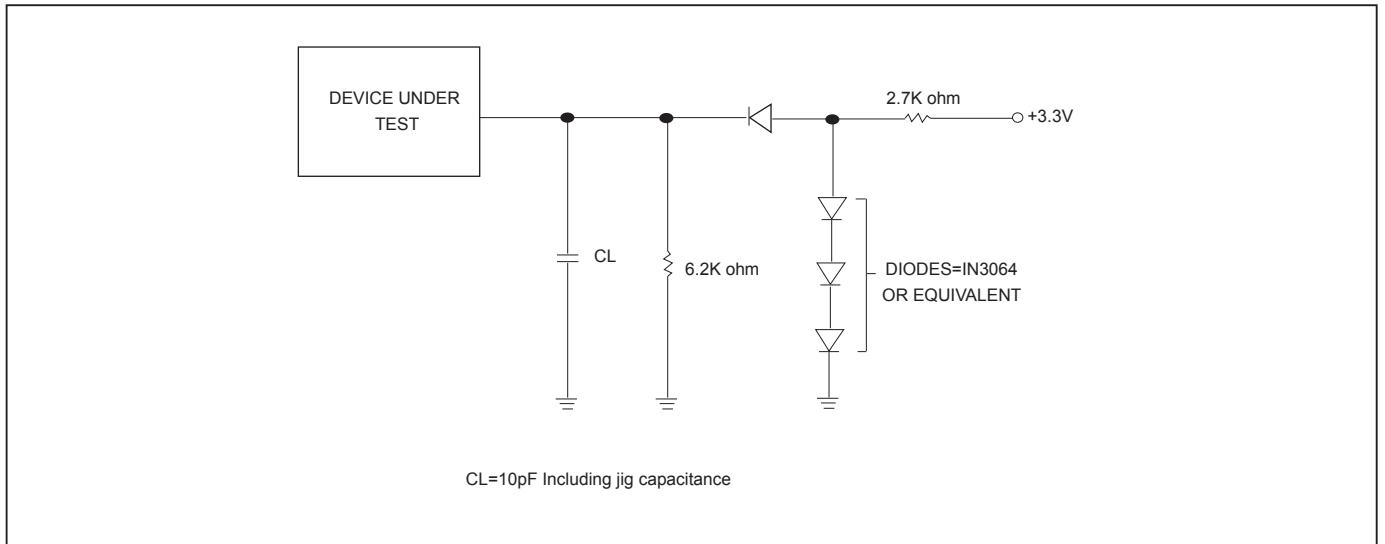 DEVICE UNDER
TEST
2.7K ohm
+3.3V
CL
6.2K ohm
DIODES=IN3064
OR EQUIVALENT
CL=10pF Including jig capacitance